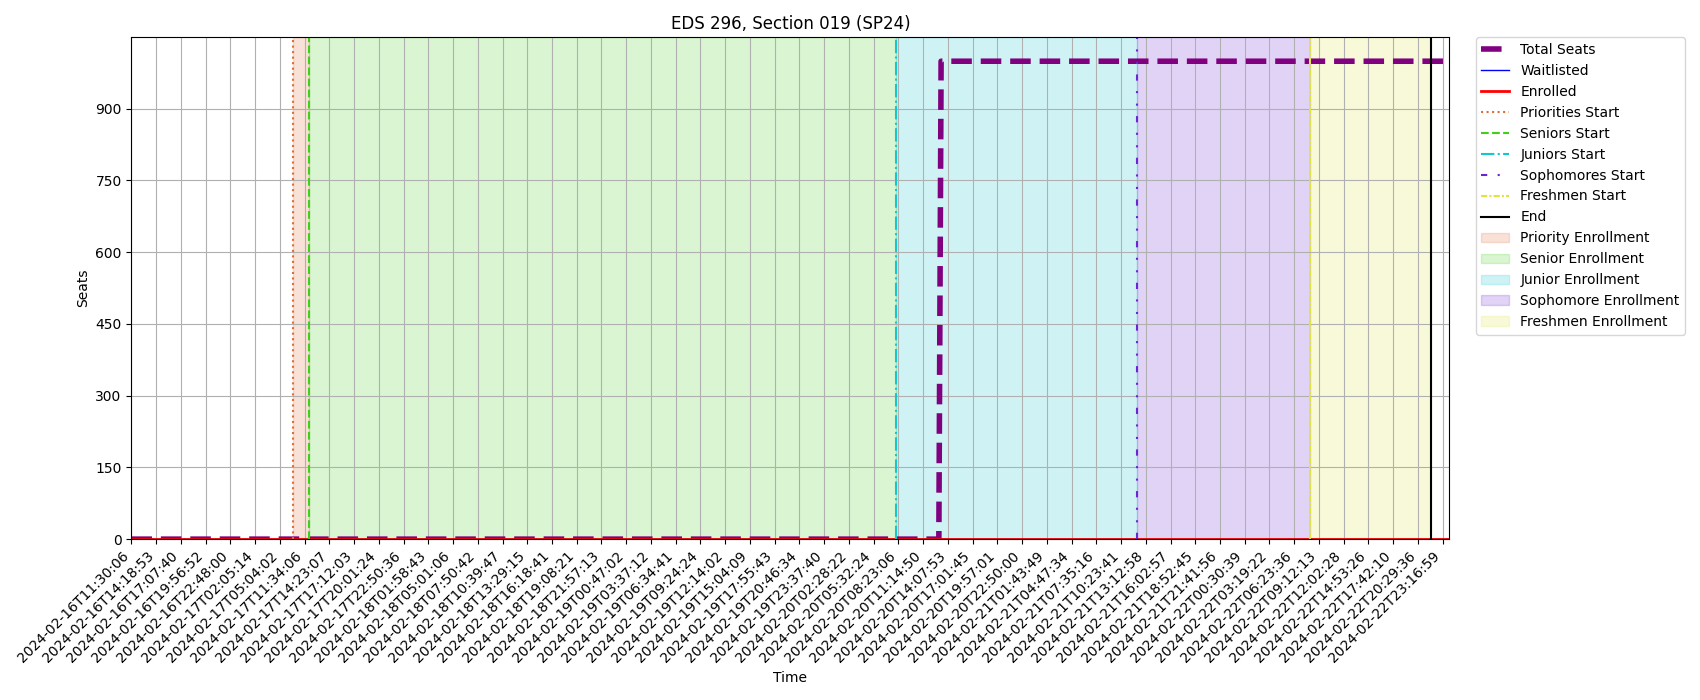 EDS 296, Section 019 (SP24)
Seats
900
750
600
450
300
150
0
2024-02-16T11:30:06
2024-02-16T14:18:53
2024-02-16T17:07:40
2024-02-16T19:56:52
2024-02-16T22:48:00
2024-02-17T02:05:14
2024-02-17T05:04:02
2024-02-17T11:34:06
2024-02-17T14:23:07
2024-02-17T17:12:03
2024-02-17T20:01:24
2024-02-17T22:50:36
2024-02-18T01:58:43
2024-02-18T05:01:06
2024-02-18T07:50:42
2024-02-18T10:39:47
2024-02-18T13:29:15
2024-02-18T16:18:41
2024-02-18T19:08:21
2024-02-18T21:57:13
2024-02-19T00:47:02
2024-02-19T03:37:12
2024-02-19T06:34:41
2024-02-19T09:24:24
2024-02-19T12:14:02
2024-02-19T15:04:09
2024-02-19T17:55:43
2024-02-19T20:46:34
2024-02-19T23:37:40
2024-02-20T02:28:22
2024-02-20T05:32:24
2024-02-20T08:23:06
2024-02-20T11:14:50
2024-02-20T14:07:53
2024-02-20T17:01:45
2024-02-20T19:57:01
2024-02-20T22:50:00
2024-02-21T01:43:49
2024-02-21T04:47:34
2024-02-21T07:35:16
2024-02-21T10:23:41
2024-02-21T13:12:58
2024-02-21T16:02:57
2024-02-21T18:52:45
2024-02-21T21:41:56
2024-02-22T00:30:39
2024-02-22T03:19:22
2024-02-22T06:23:36
2024-02-22T09:12:13
2024-02-22T12:02:28
2024-02-22T14:53:26
2024-02-22T17:42:10
2024-02-22T20:29:36
2024-02-22T23:16:59
Time
Total Seats
Waitlisted
Enrolled
Priorities Start
Seniors Start
Juniors Start
Sophomores Start
Freshmen Start
End
Priority Enrollment
Senior Enrollment
Junior Enrollment
Sophomore Enrollment
Freshmen Enrollment